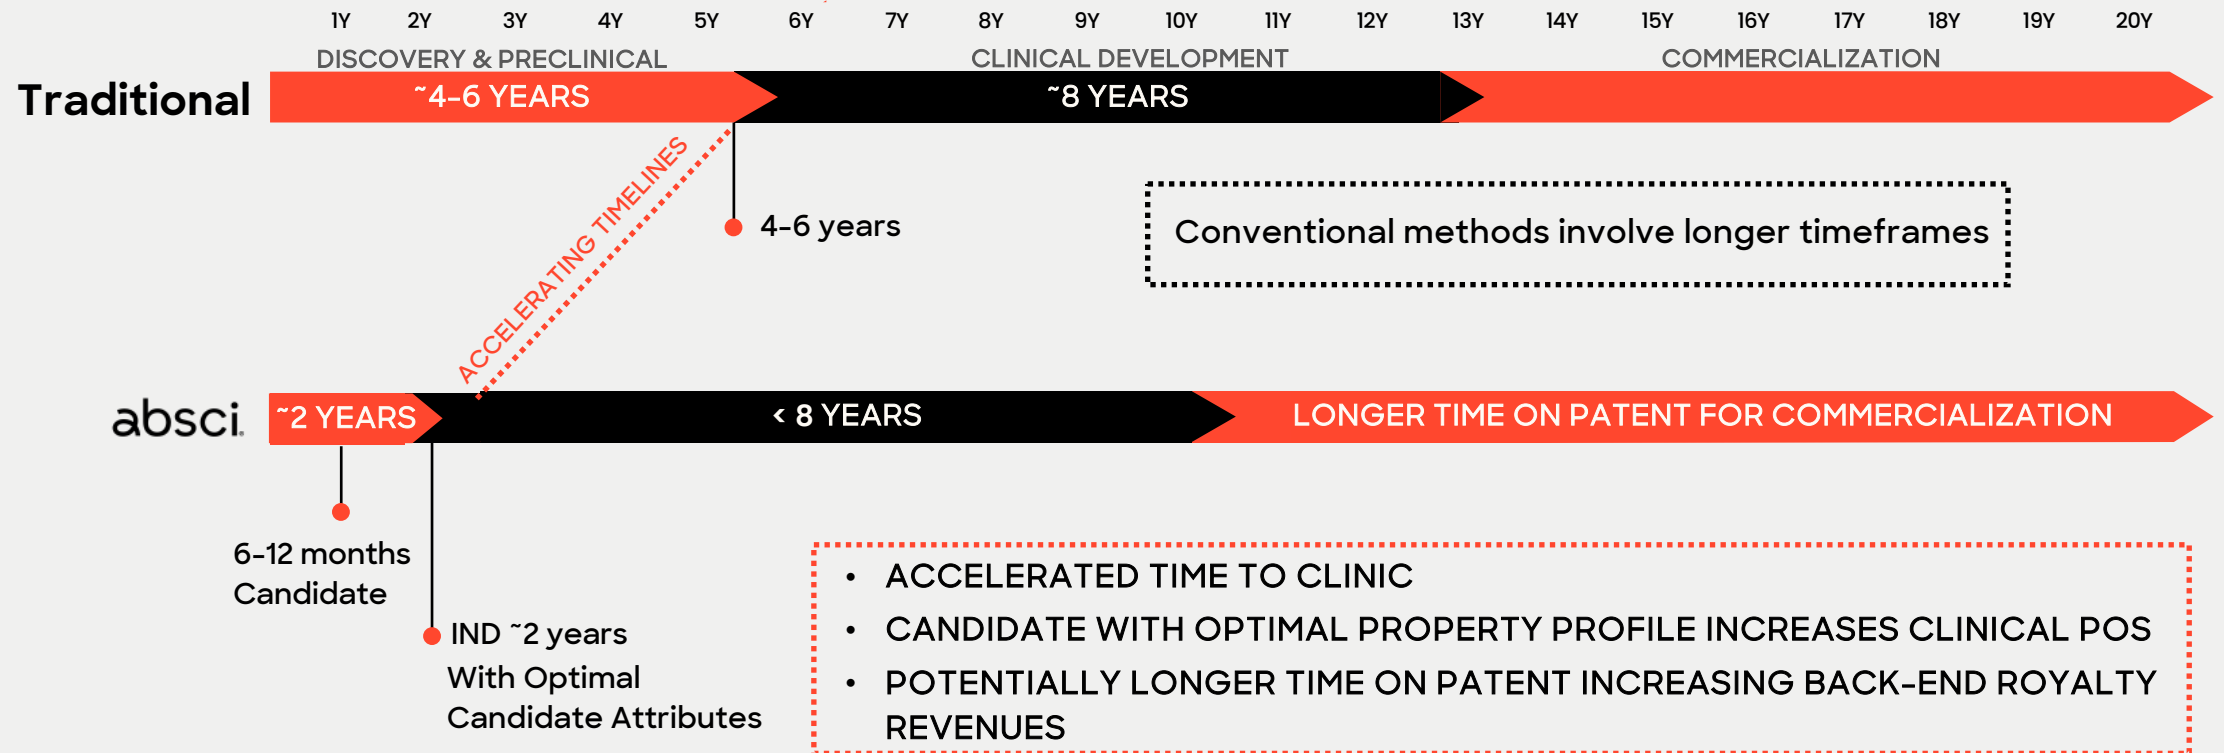 1Y 2Y 3Y 4Y 5Y 6Y 7Y 8Y 9Y 10Y 11Y 12Y 13Y 14Y 15Y 16Y 17Y 18Y 19Y 20Y
DISCOVERY & PRECLINICAL CLINICAL DEVELOPMENT COMMERCIALIZATION
Traditional ~4-6 YEARS ~8 YEARS
ACCELERATING TIMELINES
4-6 years
Conventional methods involve longer timeframes
absci. ~2 YEARS < 8 YEARS LONGER TIME ON PATENT FOR COMMERCIALIZATION
6-12 months
Candidate
IND ~2 years
With Optimal
Candidate Attributes
• ACCELERATED TIME TO CLINIC
• CANDIDATE WITH OPTIMAL PROPERTY PROFILE INCREASES CLINICAL POS
• POTENTIALLY LONGER TIME ON PATENT INCREASING BACK-END ROYALTY
REVENUES